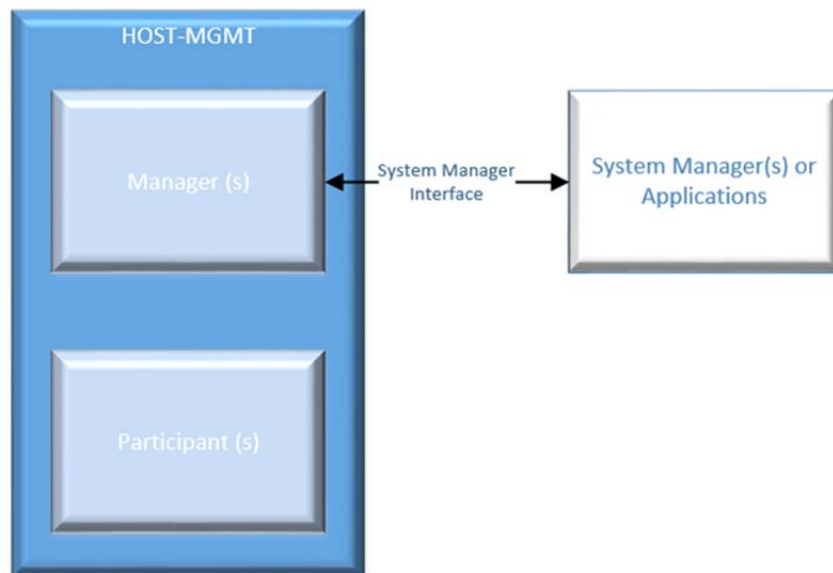 HOST-MGMT
Manager (s)
System Manager
Interface
System Manager(s) or
Applications
Participant (s)